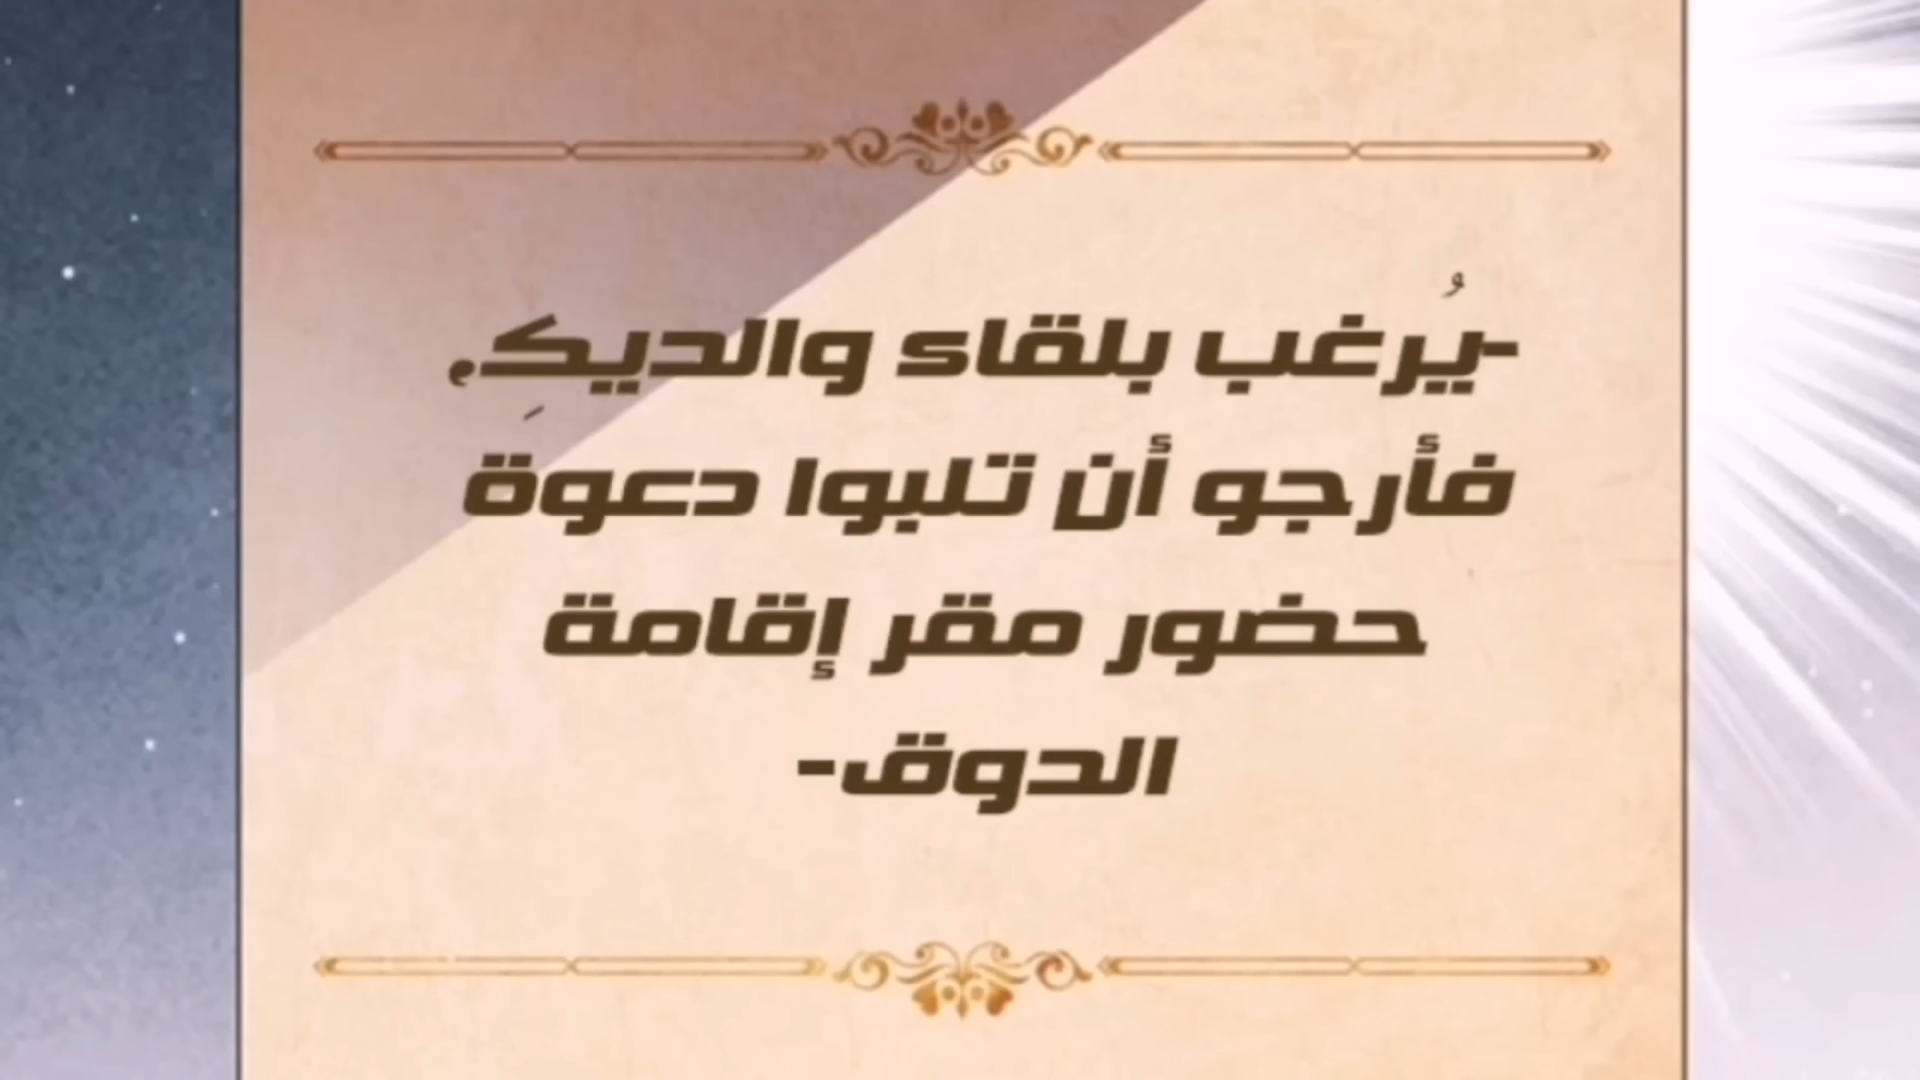 -يُرغب بلقاء والديكِ،
فأرجو أن تلبوا دعوةَ
حضور مقر إقامة
الدوق-